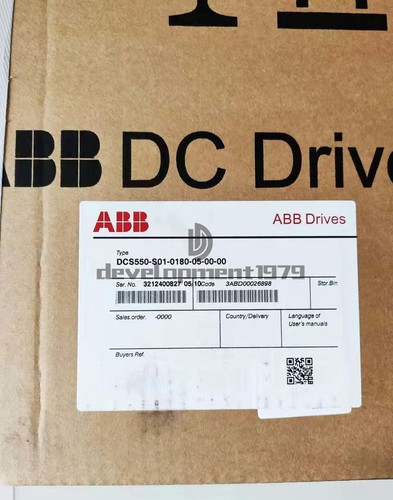 ABB DC Drive
ABB
ABB Drives
Type
DCS550-S01-0180-05-00-00
development1979
Ser. No. 3212400827 05/10 Code 3ABD00026898 Stor.Bin.
Sales.order. -0000 Country/Delivery Language of
User's manuals
Buyers Ref.